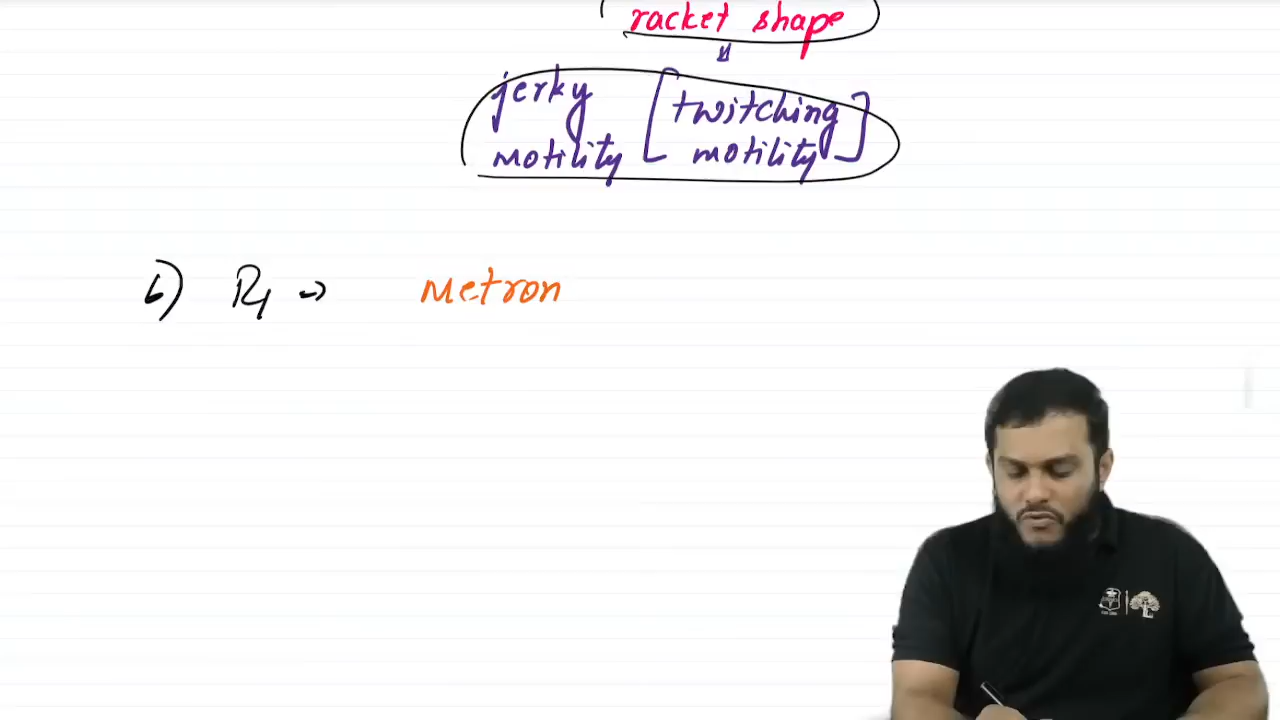 racket shape
jerky [twitching
motility motility]
6) Rx → Metron